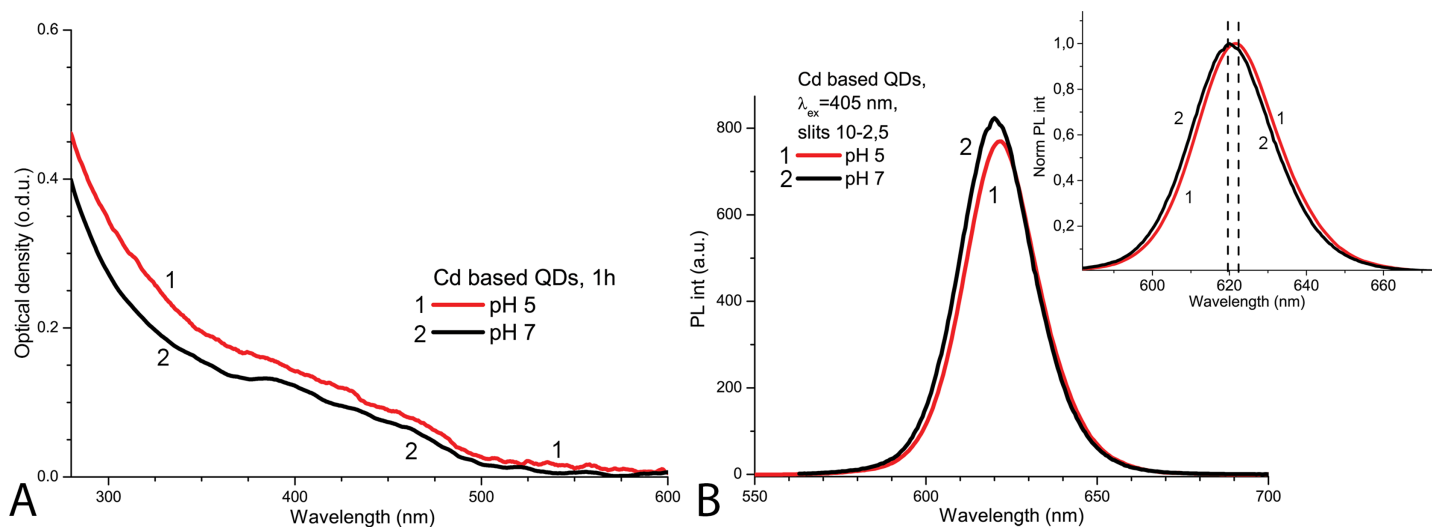 0.6
0.4
0.2
0.0
Optical density (o.d.u.)
1
2
Cd based QDs, 1h
1 pH 5
2 pH 7
2
1
300
400
500
600
Wavelength (nm)
A
800
600
400
200
0
PL int (a.u.)
Cd based QDs,
λex=405 nm,
slits 10-2,5
1 pH 5
2 pH 7
2
1
550
600
650
700
Wavelength (nm)
B
1,0
0,8
0,6
0,4
0,2
Norm PL int
2
1
1
2
600
620
640
660
Wavelength (nm)